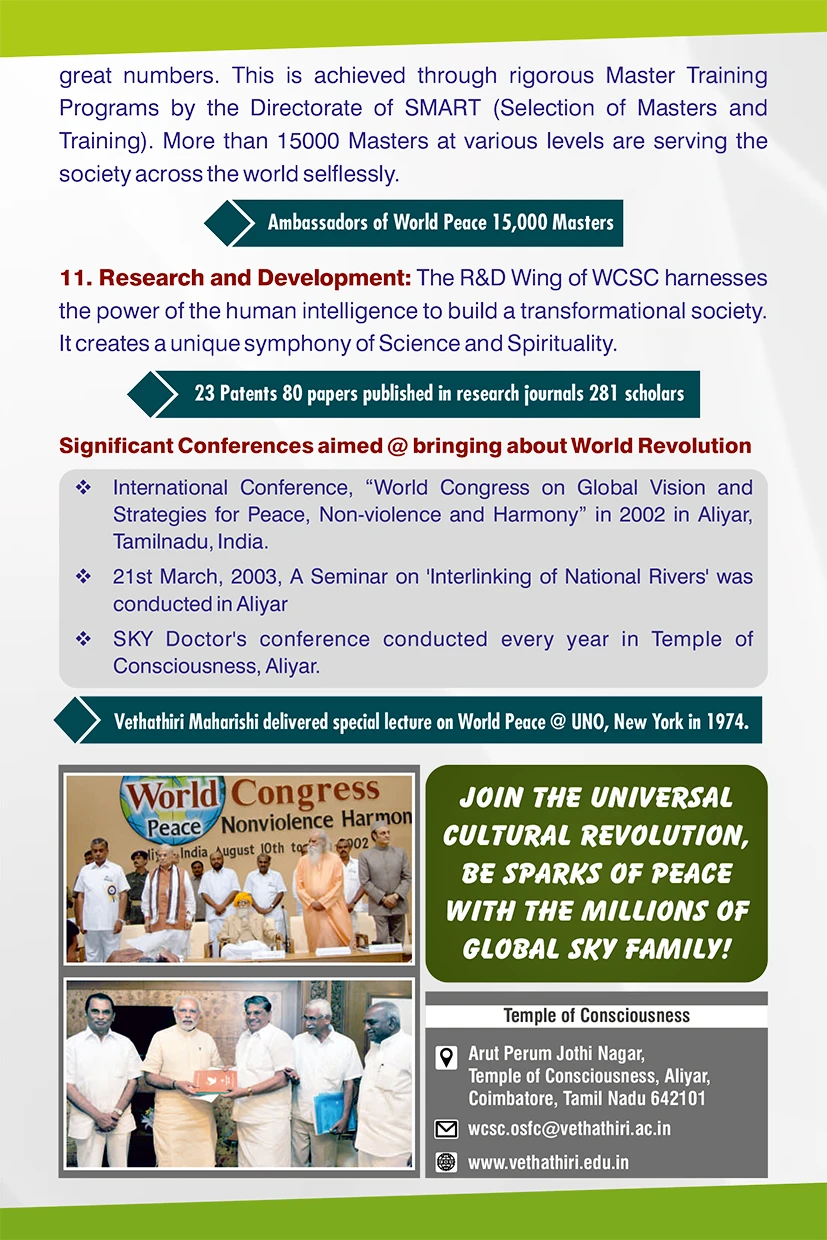 great numbers. This is achieved through rigorous Master Training
Programs by the Directorate of SMART (Selection of Masters and
Training). More than 15000 Masters at various levels are serving the
society across the world selflessly.
Ambassadors of World Peace 15,000 Masters
11. Research and Development: The R&D Wing of WCSC harnesses
the power of the human intelligence to build a transformational society.
It creates a unique symphony of Science and Spirituality.
23 Patents 80 papers published in research journals 281 scholars
Significant Conferences aimed @ bringing about World Revolution
❖ International Conference, “World Congress on Global Vision and
Strategies for Peace, Non-violence and Harmony” in 2002 in Aliyar,
Tamilnadu, India.
❖ 21st March, 2003, A Seminar on 'Interlinking of National Rivers' was
conducted in Aliyar
❖ SKY Doctor's conference conducted every year in Temple of
Consciousness, Aliyar.
Vethathiri Maharishi delivered special lecture on World Peace @ UNO, New York in 1974.
World Congress
Peace Nonviolence Harmon
India August 10th to
JOIN THE UNIVERSAL
CULTURAL REVOLUTION,
BE SPARKS OF PEACE
WITH THE MILLIONS OF
GLOBAL SKY FAMILY!
Temple of Consciousness
Arut Perum Jothi Nagar,
Temple of Consciousness, Aliyar,
Coimbatore, Tamil Nadu 642101
wcsc.osfc@vethathiri.ac.in
www.vethathiri.edu.in